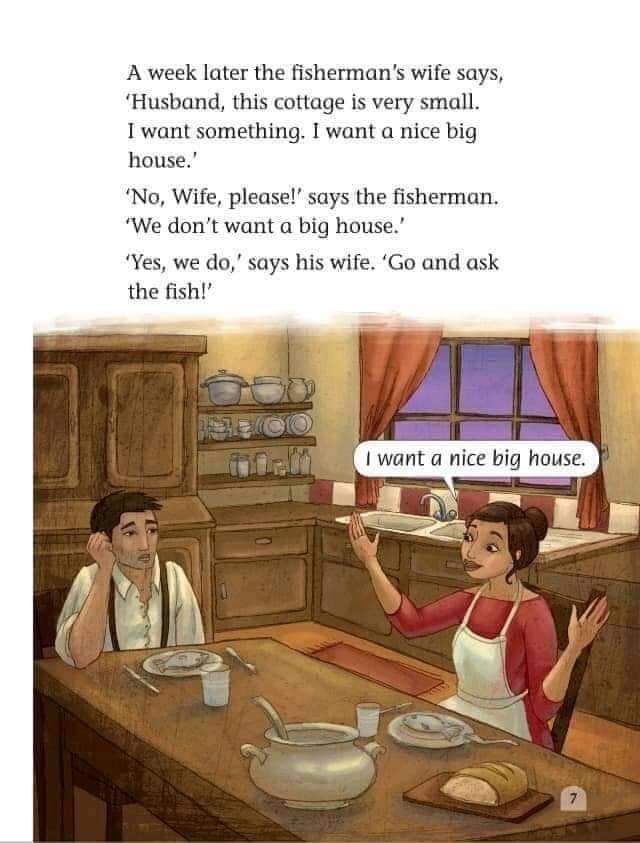 A week later the fisherman’s wife says,
‘Husband, this cottage is very small.
I want something. I want a nice big
house.’
‘No, Wife, please!’ says the fisherman.
‘We don’t want a big house.’
‘Yes, we do,’ says his wife. ‘Go and ask
the fish!’
I want a nice big house.
7